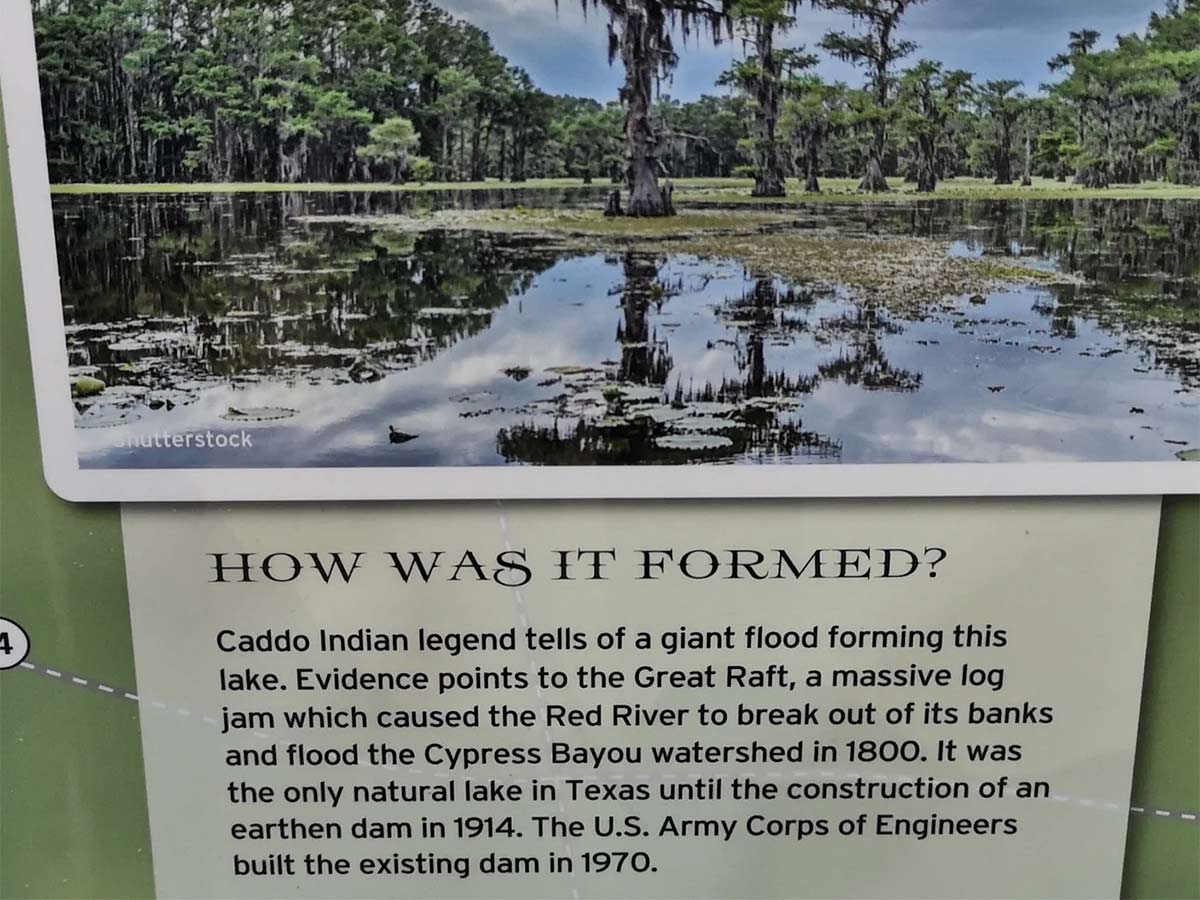 shutterstock
HOW WAS IT FORMED?
4
Caddo Indian legend tells of a giant flood forming this
lake. Evidence points to the Great Raft, a massive log
jam which caused the Red River to break out of its banks
and flood the Cypress Bayou watershed in 1800. It was
the only natural lake in Texas until the construction of an
earthen dam in 1914. The U.S. Army Corps of Engineers
built the existing dam in 1970.